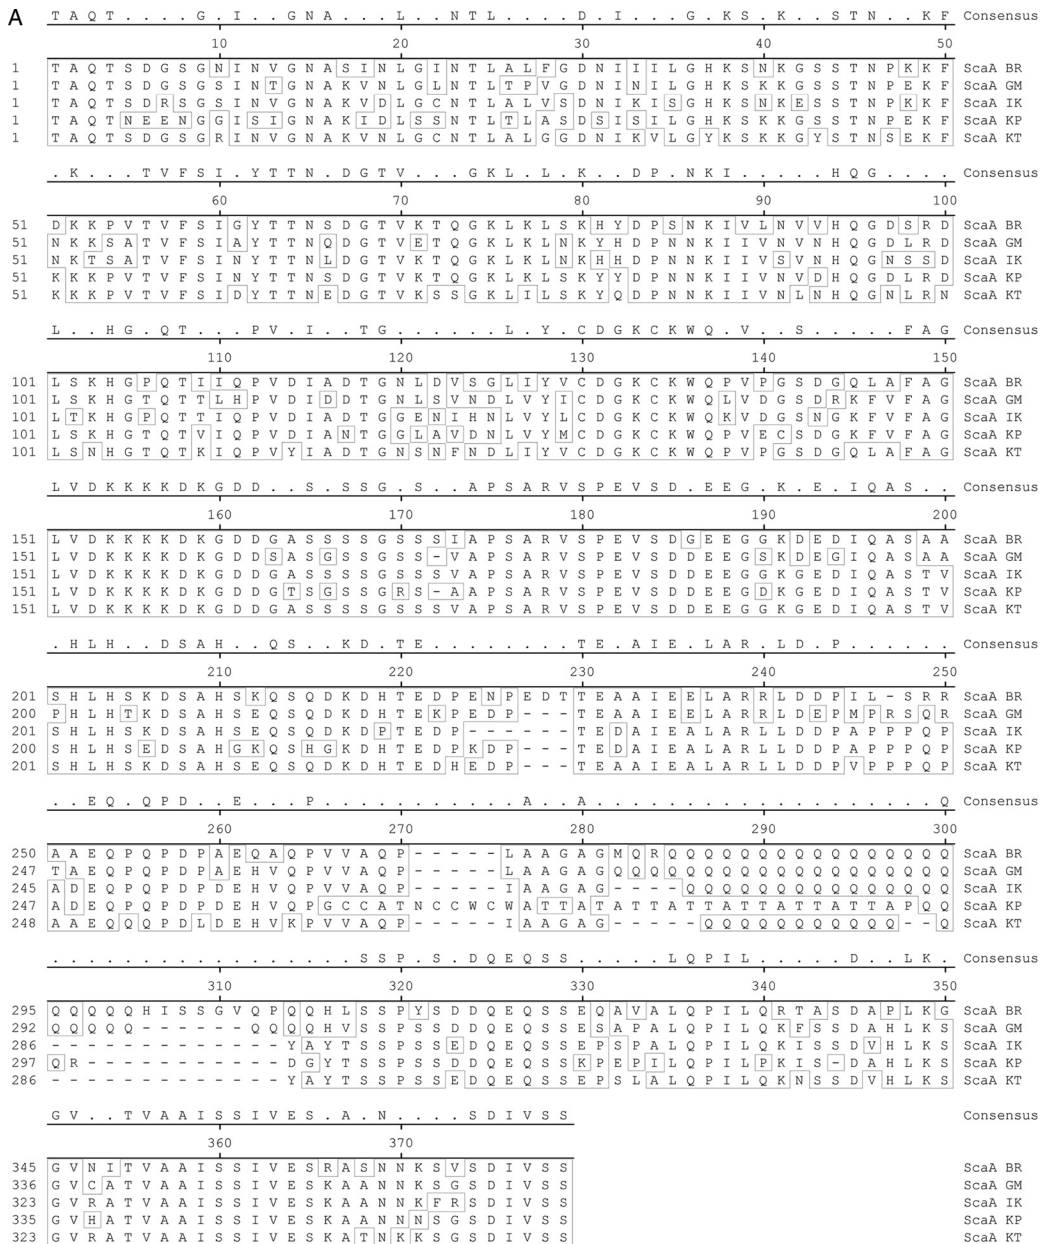 A
T A Q T . . . . G . I . . G N A . . . L . . N T L . . . . D . I . . . G . K S . K . . S T N . . K F Consensus
10 20 30 40 50
1 T A Q T S D G S G N I N V G N A S I N L G I N T L A L F G D N I I I L G H K S N K G S S T N P K K F ScaA BR
1 T A Q T S D G S G S I N T G N A K V N L G L N T L T P V G D N I N I L G H K S K K G S S T N P E K F ScaA GM
1 T A Q T S D R S G S I N V G N A K V D L G C N T L A L V S D N I K I S G H K S N K E S S T N P K K F ScaA IK
1 T A Q T N E E N G G I S I G N A K I D L S S N T L T L A S D S I S I L G H K S K K G S S T N P E K F ScaA KP
1 T A Q T S D G S G R I N V G N A K V N L G C N T L A L G G D N I K V L G Y K S K K G Y S T N S E K F ScaA KT
. K . . . T V F S I . Y T T N . D G T V . . . G K L . L . K . . D P . N K I . . . . H Q G . . . . Consensus
60 70 80 90 100
51 D K K P V T V F S I G Y T T N S D G T V K T Q G K L K L S K H Y D P S N K I V L N V V H Q G D S R D ScaA BR
51 N K K S A T V F S I A Y T T N Q D G T V E T Q G K L K L N K Y H D P N N K I I V N V N H Q G D L R D ScaA GM
51 N K T S A T V F S I N Y T T N L D G T V K T Q G K L K L N K H H D P N N K I I V S V N H Q G N S S D ScaA IK
51 K K K P V T V F S I N Y T T N S D G T V K T Q G K L K L S K Y Y D P N N K I I V N V D H Q G D L R D ScaA KP
51 K K K P V T V F S I D Y T T N E D G T V K S S G K L I L S K Y Q D P N N K I I V N L N H Q G N L R N ScaA KT
L . . H G . Q T . . . P V . I . . T G . . . . . . L . Y . C D G K C K W Q . V . . S . . . . . F A G Consensus
110 120 130 140 150
101 L S K H G P Q T I I Q P V D I A D T G N L D V S G L I Y V C D G K C K W Q P V P G S D G Q L A F A G ScaA BR
101 L S K H G T Q T T L H P V D I D D T G N L S V N D L V Y I C D G K C K W Q L V D G S D R K F V F A G ScaA GM
101 L T K H G P Q T T I Q P V D I A D T G G E N I H N L V Y L C D G K C K W Q K V D G S N G K F V F A G ScaA IK
101 L S K H G T Q T V I Q P V D I A N T G G L A V D N L V Y M C D G K C K W Q P V E C S D G K F V F A G ScaA KP
101 L S N H G T Q T K I Q P V Y I A D T G N S N F N D L I Y V C D G K C K W Q P V P G S D G Q L A F A G ScaA KT
L V D K K K K D K G D D . . S . S S G . S . . A P S A R V S P E V S D . E E G . K . E . I Q A S . . Consensus
160 170 180 190 200
151 L V D K K K K D K G D D G A S S S S G S S S I A P S A R V S P E V S D G E E G G K D E D I Q A S A A ScaA BR
151 L V D K K K K D K G D D S A S G S S G S S - V A P S A R V S P E V S D D E E G S K D E G I Q A S A A ScaA GM
151 L V D K K K K D K G D D G A S S S S G S S S V A P S A R V S P E V S D D E E G G K G E D I Q A S T V ScaA IK
151 L V D K K K K D K G D D G T S G S S G R S - A A P S A R V S P E V S D D E E G D K G E D I Q A S T V ScaA KP
151 L V D K K K K D K G D D G A S S S S G S S S V A P S A R V S P E V S D D E E G G K G E D I Q A S T V ScaA KT
. H L H . . D S A H . . Q S . . K D . T E . . . . . . . . T E . A I E . L A R . L D . P . . . . . Consensus
210 220 230 240 250
201 S H L H S K D S A H S K Q S Q D K D H T E D P E N P E D T T E A A I E E L A R R L D D P I L - S R R ScaA BR
200 P H L H T K D S A H S E Q S Q D K D H T E K P E D P - - - T E A A I E E L A R R L D E P M P R S Q R ScaA GM
201 S H L H S K D S A H S E Q S Q D K D P T E D P - - - - - - T E D A I E A L A R L L D D P A P P P Q P ScaA IK
200 S H L H S E D S A H G K Q S H G K D H T E D P K D P - - - T E D A I E A L A R L L D D P A P P P Q P ScaA KP
201 S H L H S K D S A H S E Q S Q D K D H T E D H E D P - - - T E A A I E A L A R L L D D P V P P P Q P ScaA KT
. . E Q . Q P D . . E . . . P . . . . . . . . . . . A . . A . . . . . . . . . . . . . . . . . . . Q Consensus
260 270 280 290 300
250 A A E Q P Q P D P A E Q A Q P V V A Q P - - - - - L A A G A G M Q R Q Q Q Q Q Q Q Q Q Q Q Q Q Q Q Q ScaA BR
247 T A E Q P Q P D P A E H V Q P V V A Q P - - - - - L A A G A G Q Q R Q Q Q Q Q Q Q Q Q Q Q Q Q Q Q Q ScaA GM
245 A D E Q P Q P D P D E H V Q P V V A Q P - - - - - I A A G A G - - - - Q Q Q Q Q Q Q Q Q Q Q Q Q Q Q ScaA IK
247 A D E Q P Q P D P D E H V Q P G C C A T N C C W C W A T T A T A T A T T A T T A T T A T T A T T A P Q Q ScaA KP
248 A A E Q Q Q P D L D E H V K P V V A Q P - - - - - I A A G A G - - - - - Q Q Q Q Q Q Q Q Q Q Q - - Q ScaA KT
. . . . . . . . . . . . . . . . . S S P . S . D Q E Q S S . . . . . L Q P I L . . . . . D . . L K . Consensus
310 320 330 340 350
295 Q Q Q Q Q H I S S G V Q P Q Q H L S S P Y S D D Q E Q S S E Q A V A L Q P I L Q R T A S D A P L K G ScaA BR
292 Q Q Q Q Q - - - - - - Q Q Q Q H V S S P S S D D Q E Q S S E S A P A L Q P I L Q K F S S D A H L K S ScaA GM
286 - - - - - - - - - - - - - Y A Y T S S P S S E D Q E Q S S E P S P A L Q P I L Q K I S S D V H L K S ScaA IK
297 Q R - - - - - - - - - - - D G Y T S S P S S D D Q E Q S S K P E P I L Q P I L P K I S - D A H L K S ScaA KP
286 - - - - - - - - - - - - - Y A Y T S S P S S E D Q E Q S S E P S L A L Q P I L Q K N S S D V H L K S ScaA KT
G V . . T V A A I S S I V E S . A . N . . . . S D I V S S Consensus
360 370
345 G V N I T V A A I S S I V E S R A S N N K S V S D I V S S ScaA BR
336 G V C A T V A A I S S I V E S K A A N N K S G S D I V S S ScaA GM
323 G V R A T V A A I S S I V E S K A A N N K F R S D I V S S ScaA IK
335 G V H A T V A A I S S I V E S K A A N N N S G S D I V S S ScaA KP
323 G V R A T V A A I S S I V E S K A T N K K S G S D I V S S ScaA KT